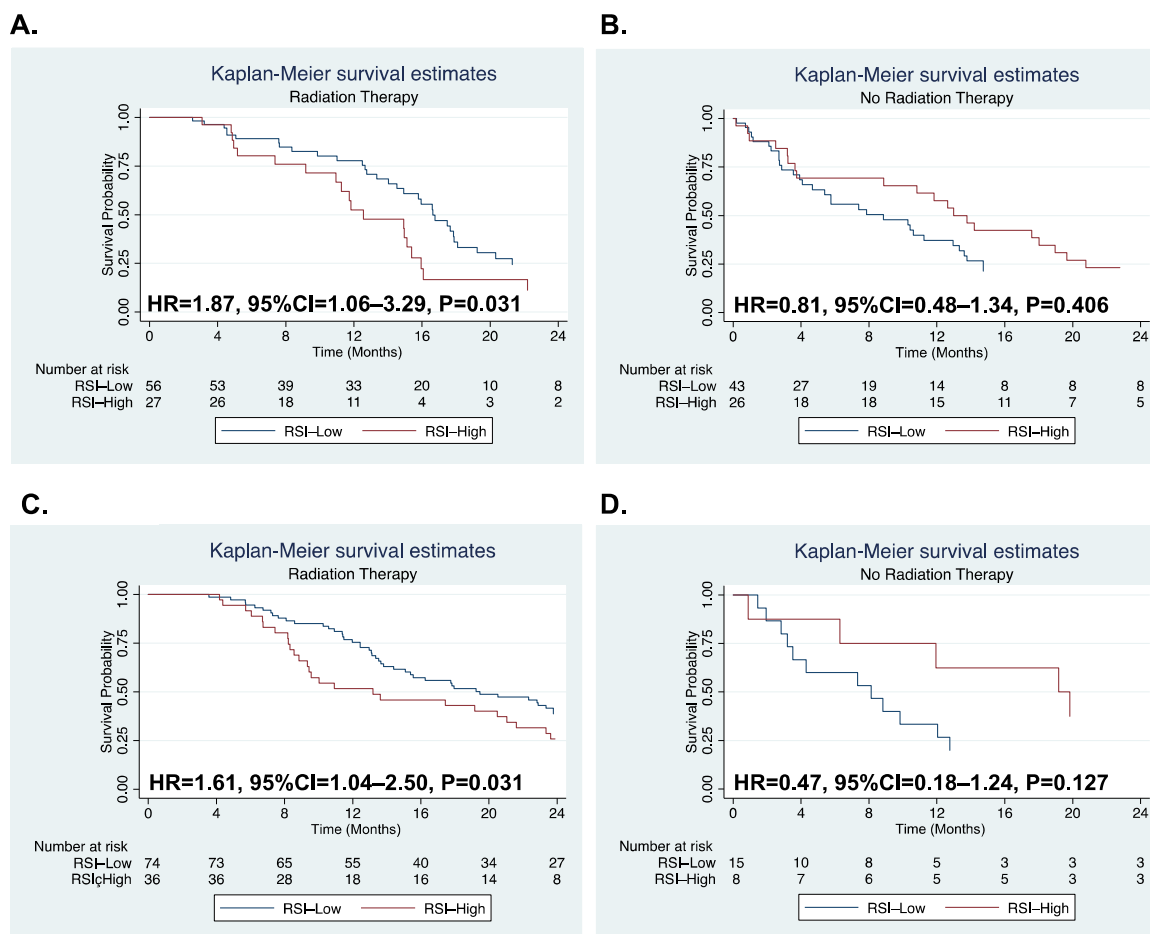 A.
Kaplan-Meier survival estimates
Radiation Therapy
Survival Probability
1.00
0.75
0.50
0.25
0.00
HR=1.87, 95%CI=1.06–3.29, P=0.031
0 4 8 12 16 20 24
Time (Months)
Number at risk
RSI–Low 56 53 39 33 20 10 8
RSI–High 27 26 18 11 4 3 2
RSI–Low RSI–High
B.
Kaplan-Meier survival estimates
No Radiation Therapy
Survival Probability
1.00
0.75
0.50
0.25
0.00
HR=0.81, 95%CI=0.48–1.34, P=0.406
0 4 8 12 16 20 24
Time (Months)
Number at risk
RSI–Low 43 27 19 14 8 8 8
RSI–High 26 18 18 15 11 7 5
RSI–Low RSI–High
C.
Kaplan-Meier survival estimates
Radiation Therapy
Survival Probability
1.00
0.75
0.50
0.25
0.00
HR=1.61, 95%CI=1.04–2.50, P=0.031
0 4 8 12 16 20 24
Time (Months)
Number at risk
RSI–Low 74 73 65 55 40 34 27
RSIçHigh 36 36 28 18 16 14 8
RSI–Low RSI–High
D.
Kaplan-Meier survival estimates
No Radiation Therapy
Survival Probability
1.00
0.75
0.50
0.25
0.00
HR=0.47, 95%CI=0.18–1.24, P=0.127
0 4 8 12 16 20 24
Time (Months)
Number at risk
RSI–Low 15 10 8 5 3 3 3
RSI–High 8 7 6 5 5 3 3
RSI–Low RSI–High